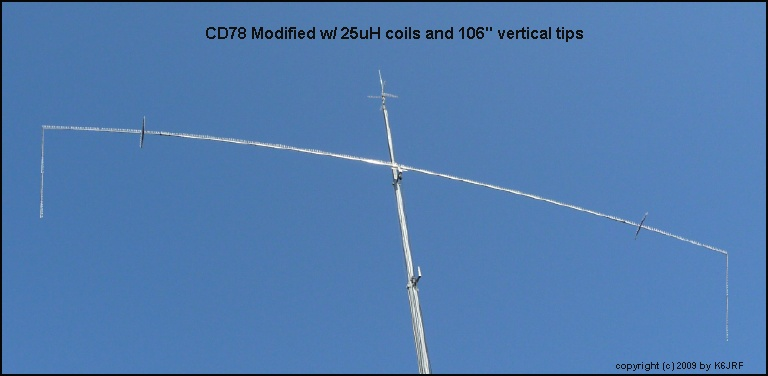 CD78 Modified w/ 25uH coils and 106" vertical tips
copyright (c) 2009 by K6JRF